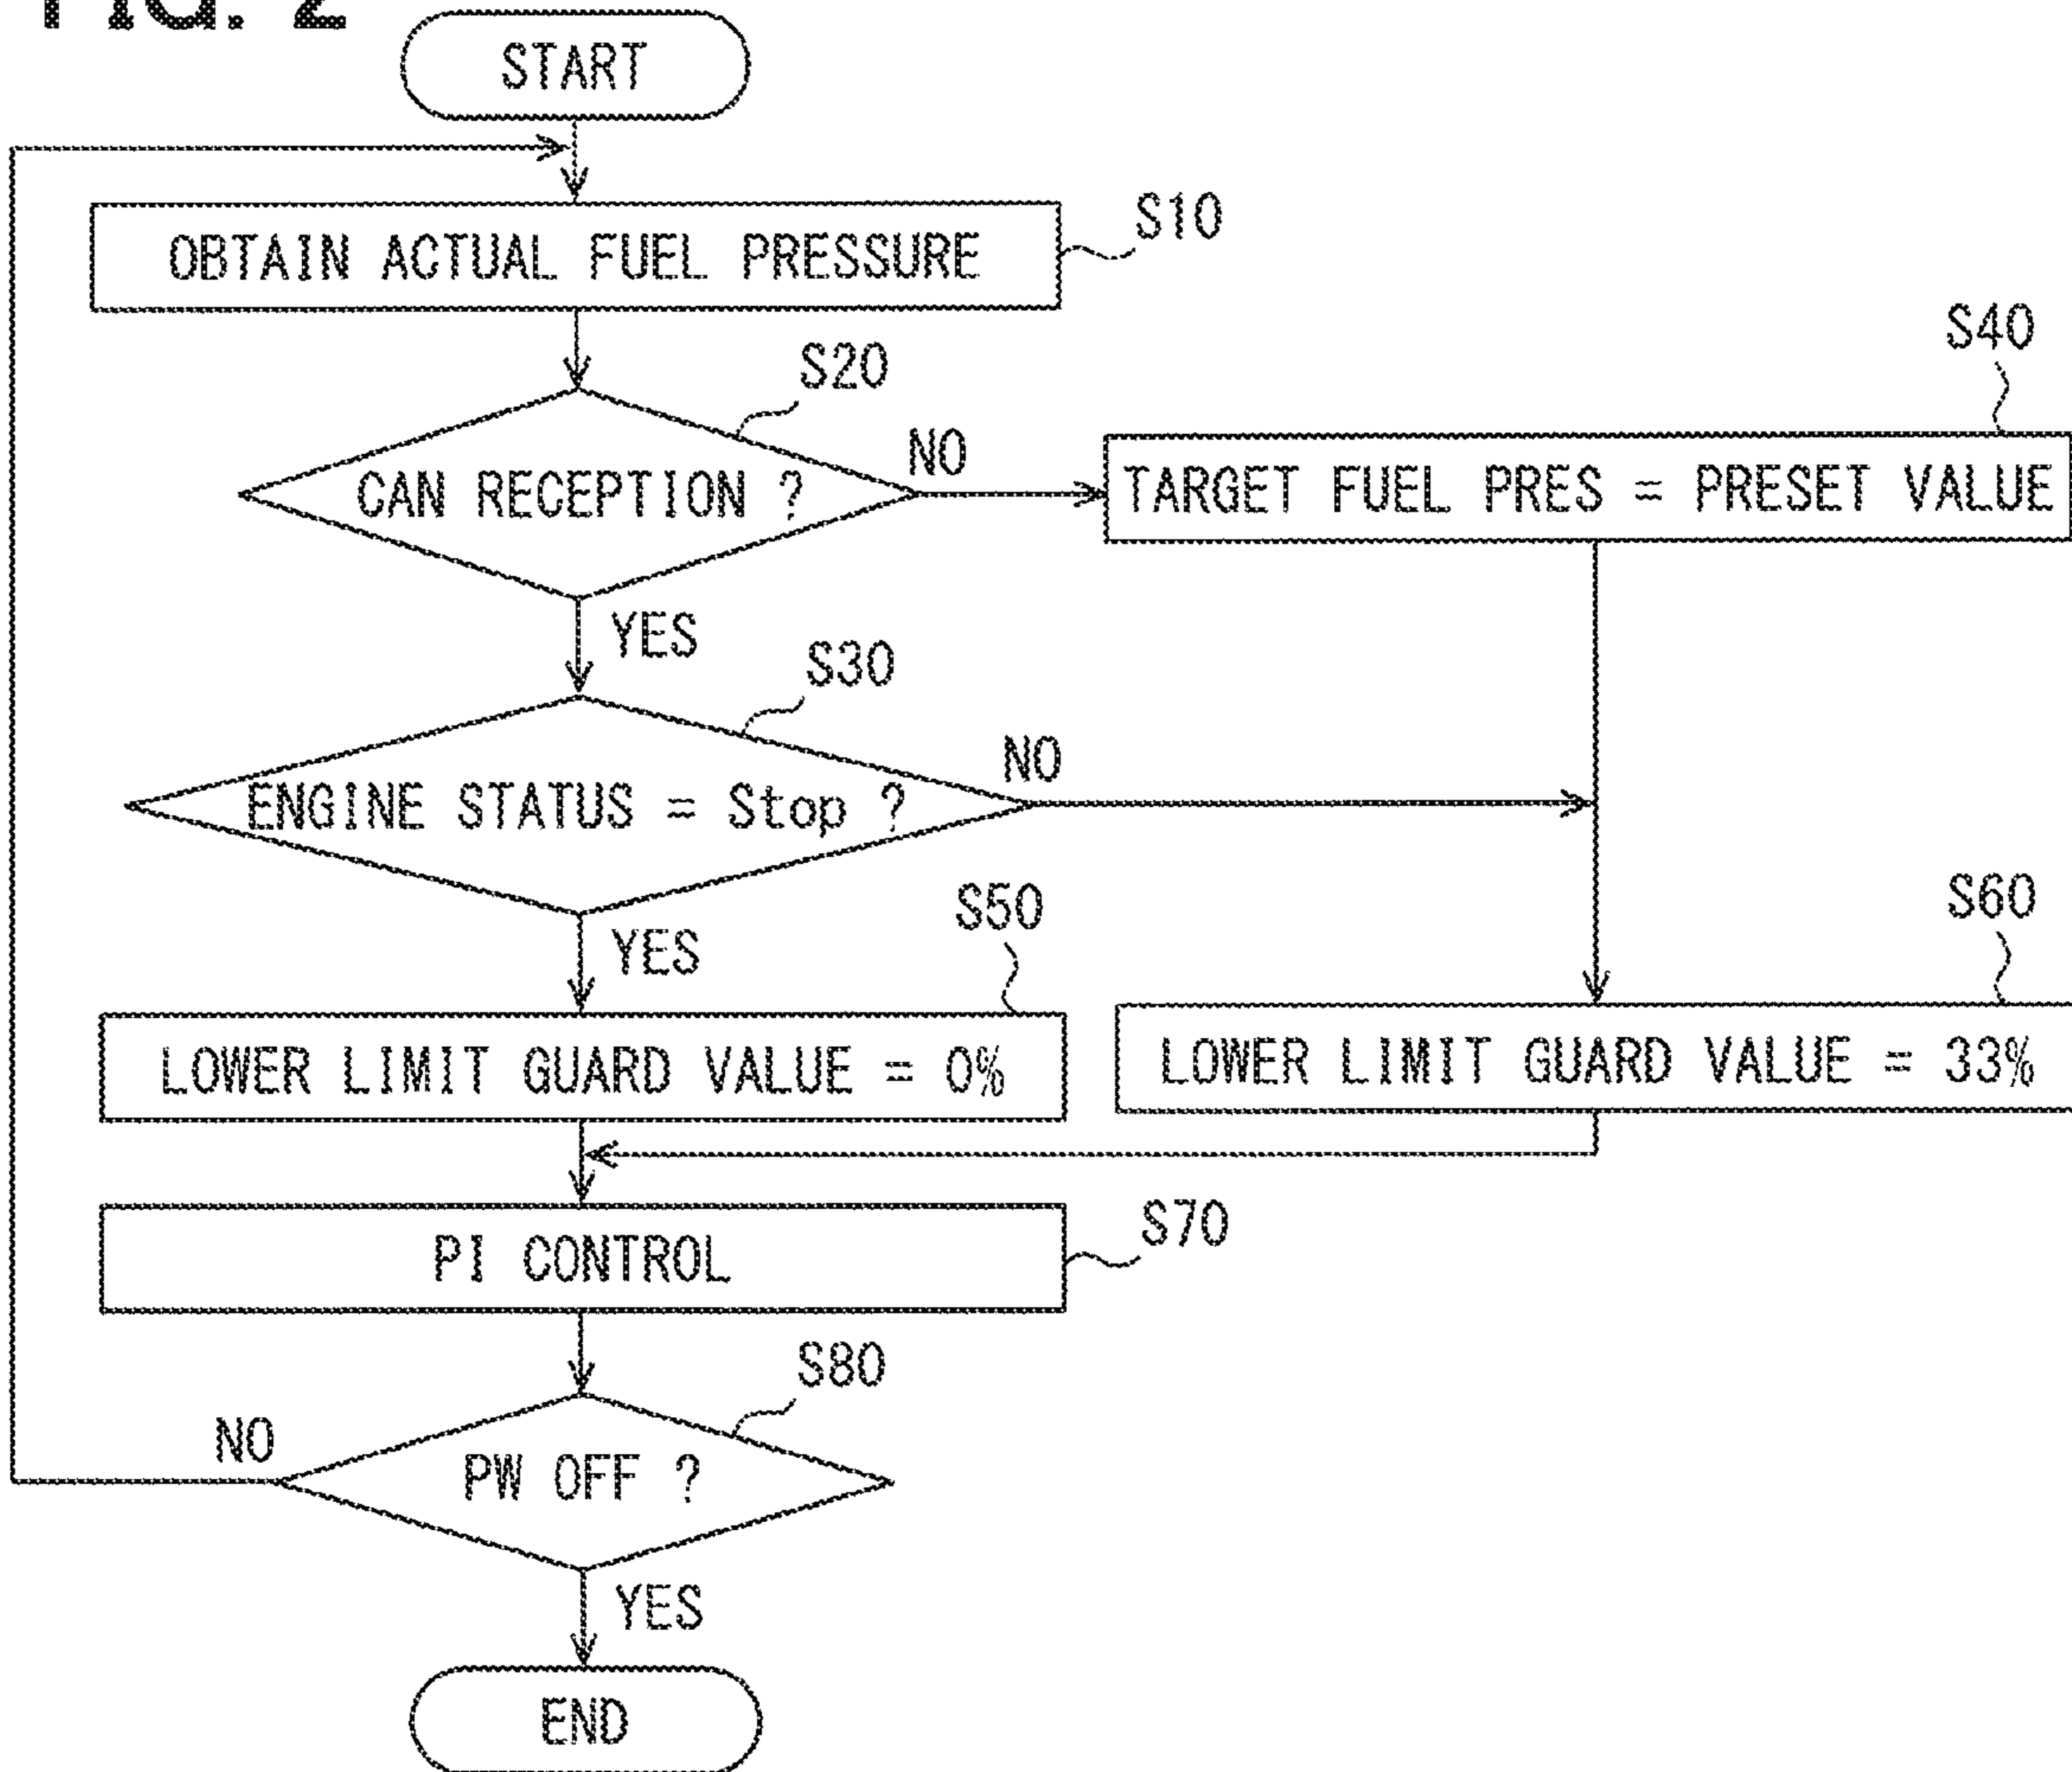 FIG. 2
START
OBTAIN ACTUAL FUEL PRESSURE
S10
S20
CAN RECEPTION ?
NO
S40
TARGET FUEL PRES = PRESET VALUE
YES
S30
ENGINE STATUS = Stop ?
NO
YES
S50
LOWER LIMIT GUARD VALUE = 0%
S60
LOWER LIMIT GUARD VALUE = 33%
PI CONTROL
S70
S80
PW OFF ?
NO
YES
END